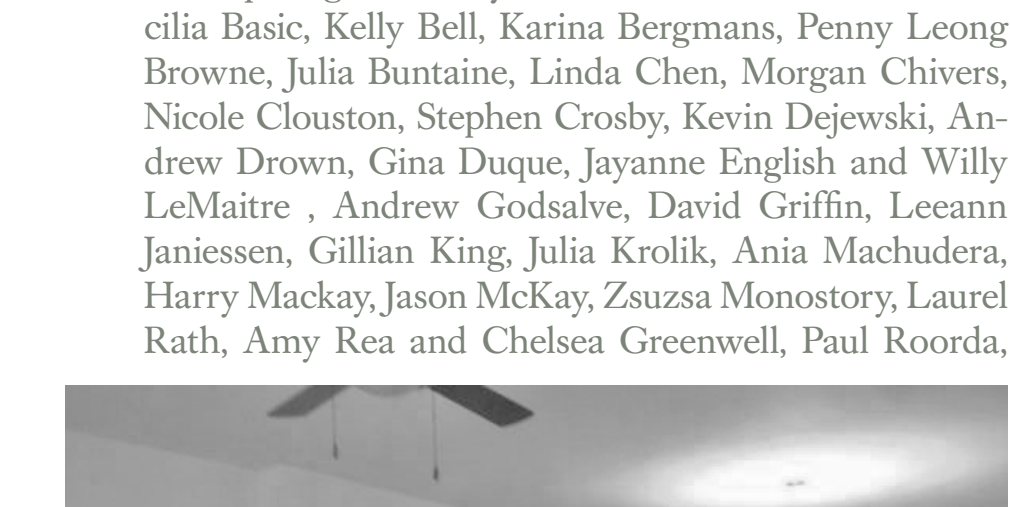 cilia Basic, Kelly Bell, Karina Bergmans, Penny Leong
Browne, Julia Buntaine, Linda Chen, Morgan Chivers,
Nicole Clouston, Stephen Crosby, Kevin Dejewski, An-
drew Drown, Gina Duque, Jayanne English and Willy
LeMaitre , Andrew Godsalve, David Griffin, Leeann
Janiessen, Gillian King, Julia Krolik, Ania Machudera,
Harry Mackay, Jason McKay, Zsuzsa Monostory, Laurel
Rath, Amy Rea and Chelsea Greenwell, Paul Roorda,